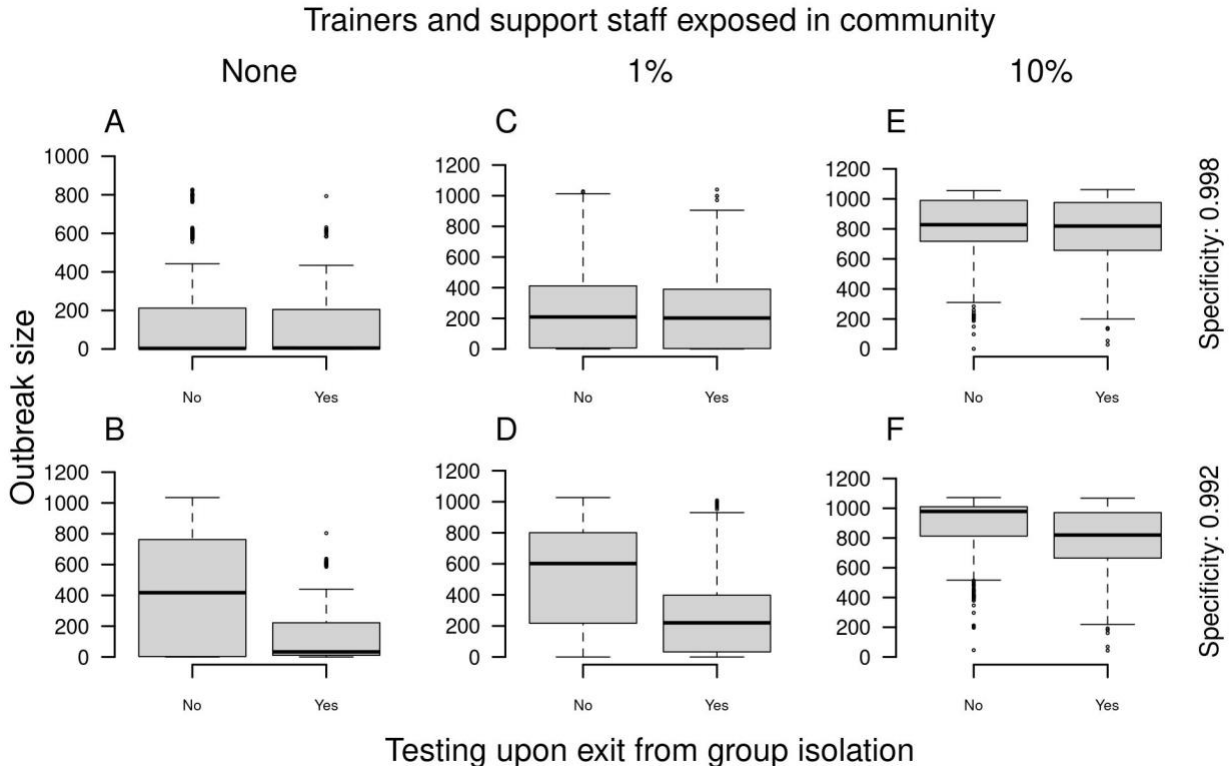 Trainers and support staff exposed in community
None 1% 10%
A C E
1000 1200 1200
800 1000 1000
600 800 800
400 600 600
200 400 400
0 200 200
0 0
No Yes No Yes No Yes
Specificity: 0.998
Outbreak size
B D F
1200 1200 1200
1000 1000 1000
800 800 800
600 600 600
400 400 400
200 200 200
0 0 0
No Yes No Yes No Yes
Specificity: 0.992
Testing upon exit from group isolation